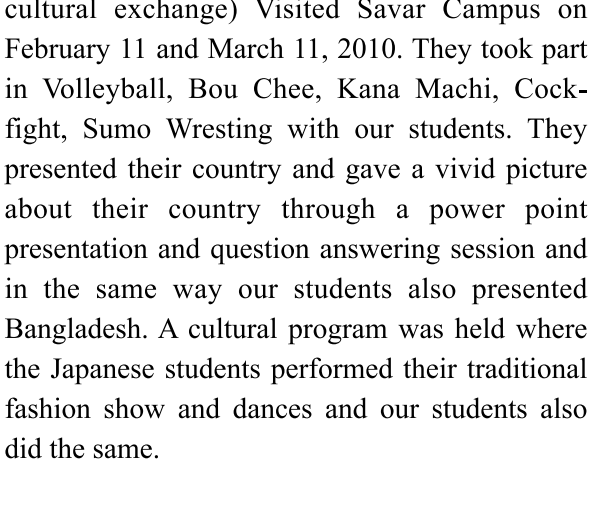 cultural exchange) Visited Savar Campus on
February 11 and March 11, 2010. They took part
in Volleyball, Bou Chee, Kana Machi, Cock-
fight, Sumo Wresting with our students. They
presented their country and gave a vivid picture
about their country through a power point
presentation and question answering session and
in the same way our students also presented
Bangladesh. A cultural program was held where
the Japanese students performed their traditional
fashion show and dances and our students also
did the same.